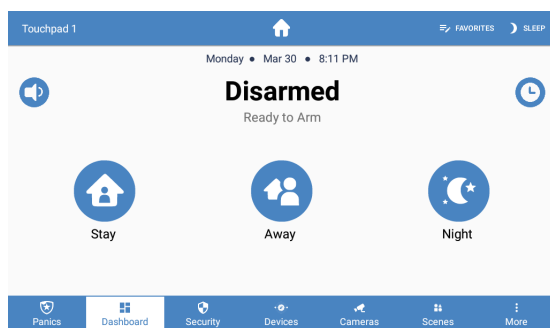 Touchpad 1
FAVORITES
SLEEP
Monday ● Mar 30 ● 8:11 PM
Disarmed
Ready to Arm
Stay
Away
Night
Panics
Dashboard
Security
Devices
Cameras
Scenes
More